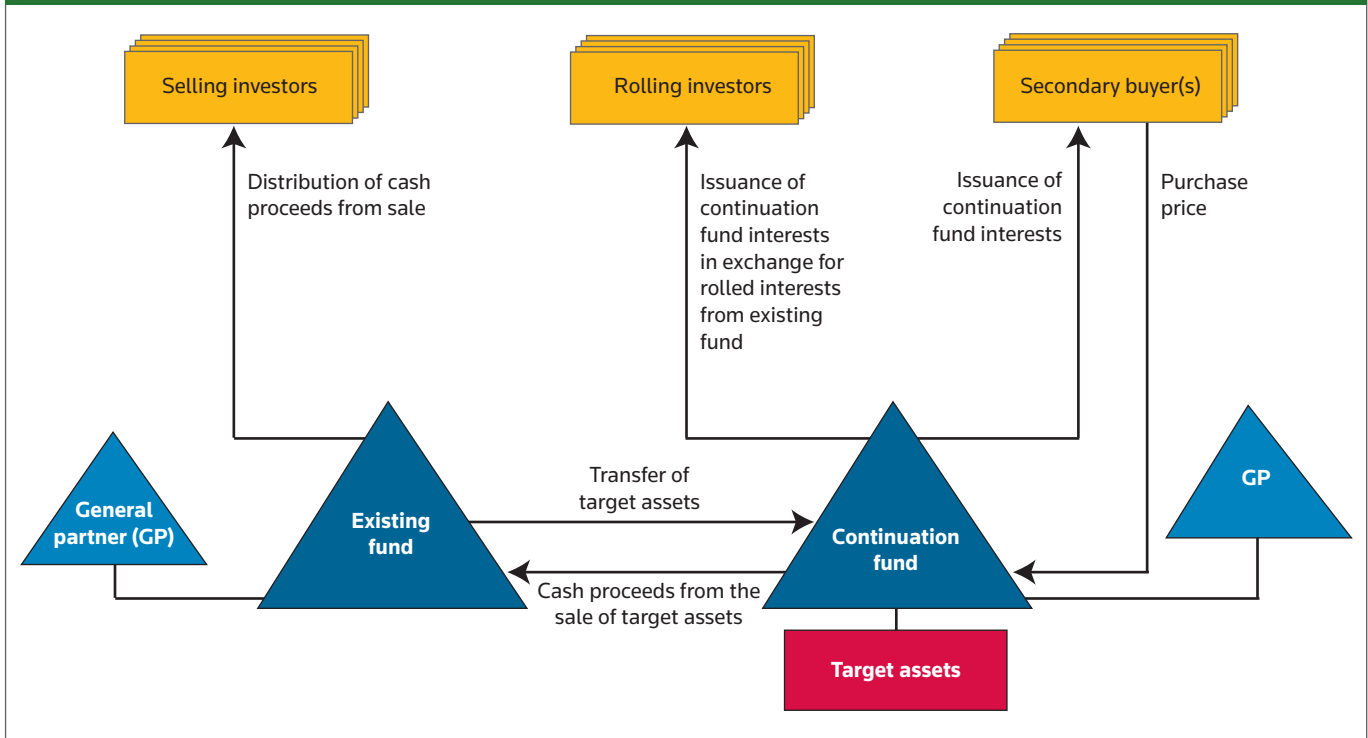 Selling investors
Rolling investors
Secondary buyer(s)
Distribution of cash
proceeds from sale
Issuance of
continuation
fund interests
in exchange for
rolled interests
from existing
fund
Issuance of
continuation
fund interests
Purchase
price
General
partner (GP)
Existing
fund
Transfer of
target assets
Cash proceeds from the
sale of target assets
Continuation
fund
GP
Target assets